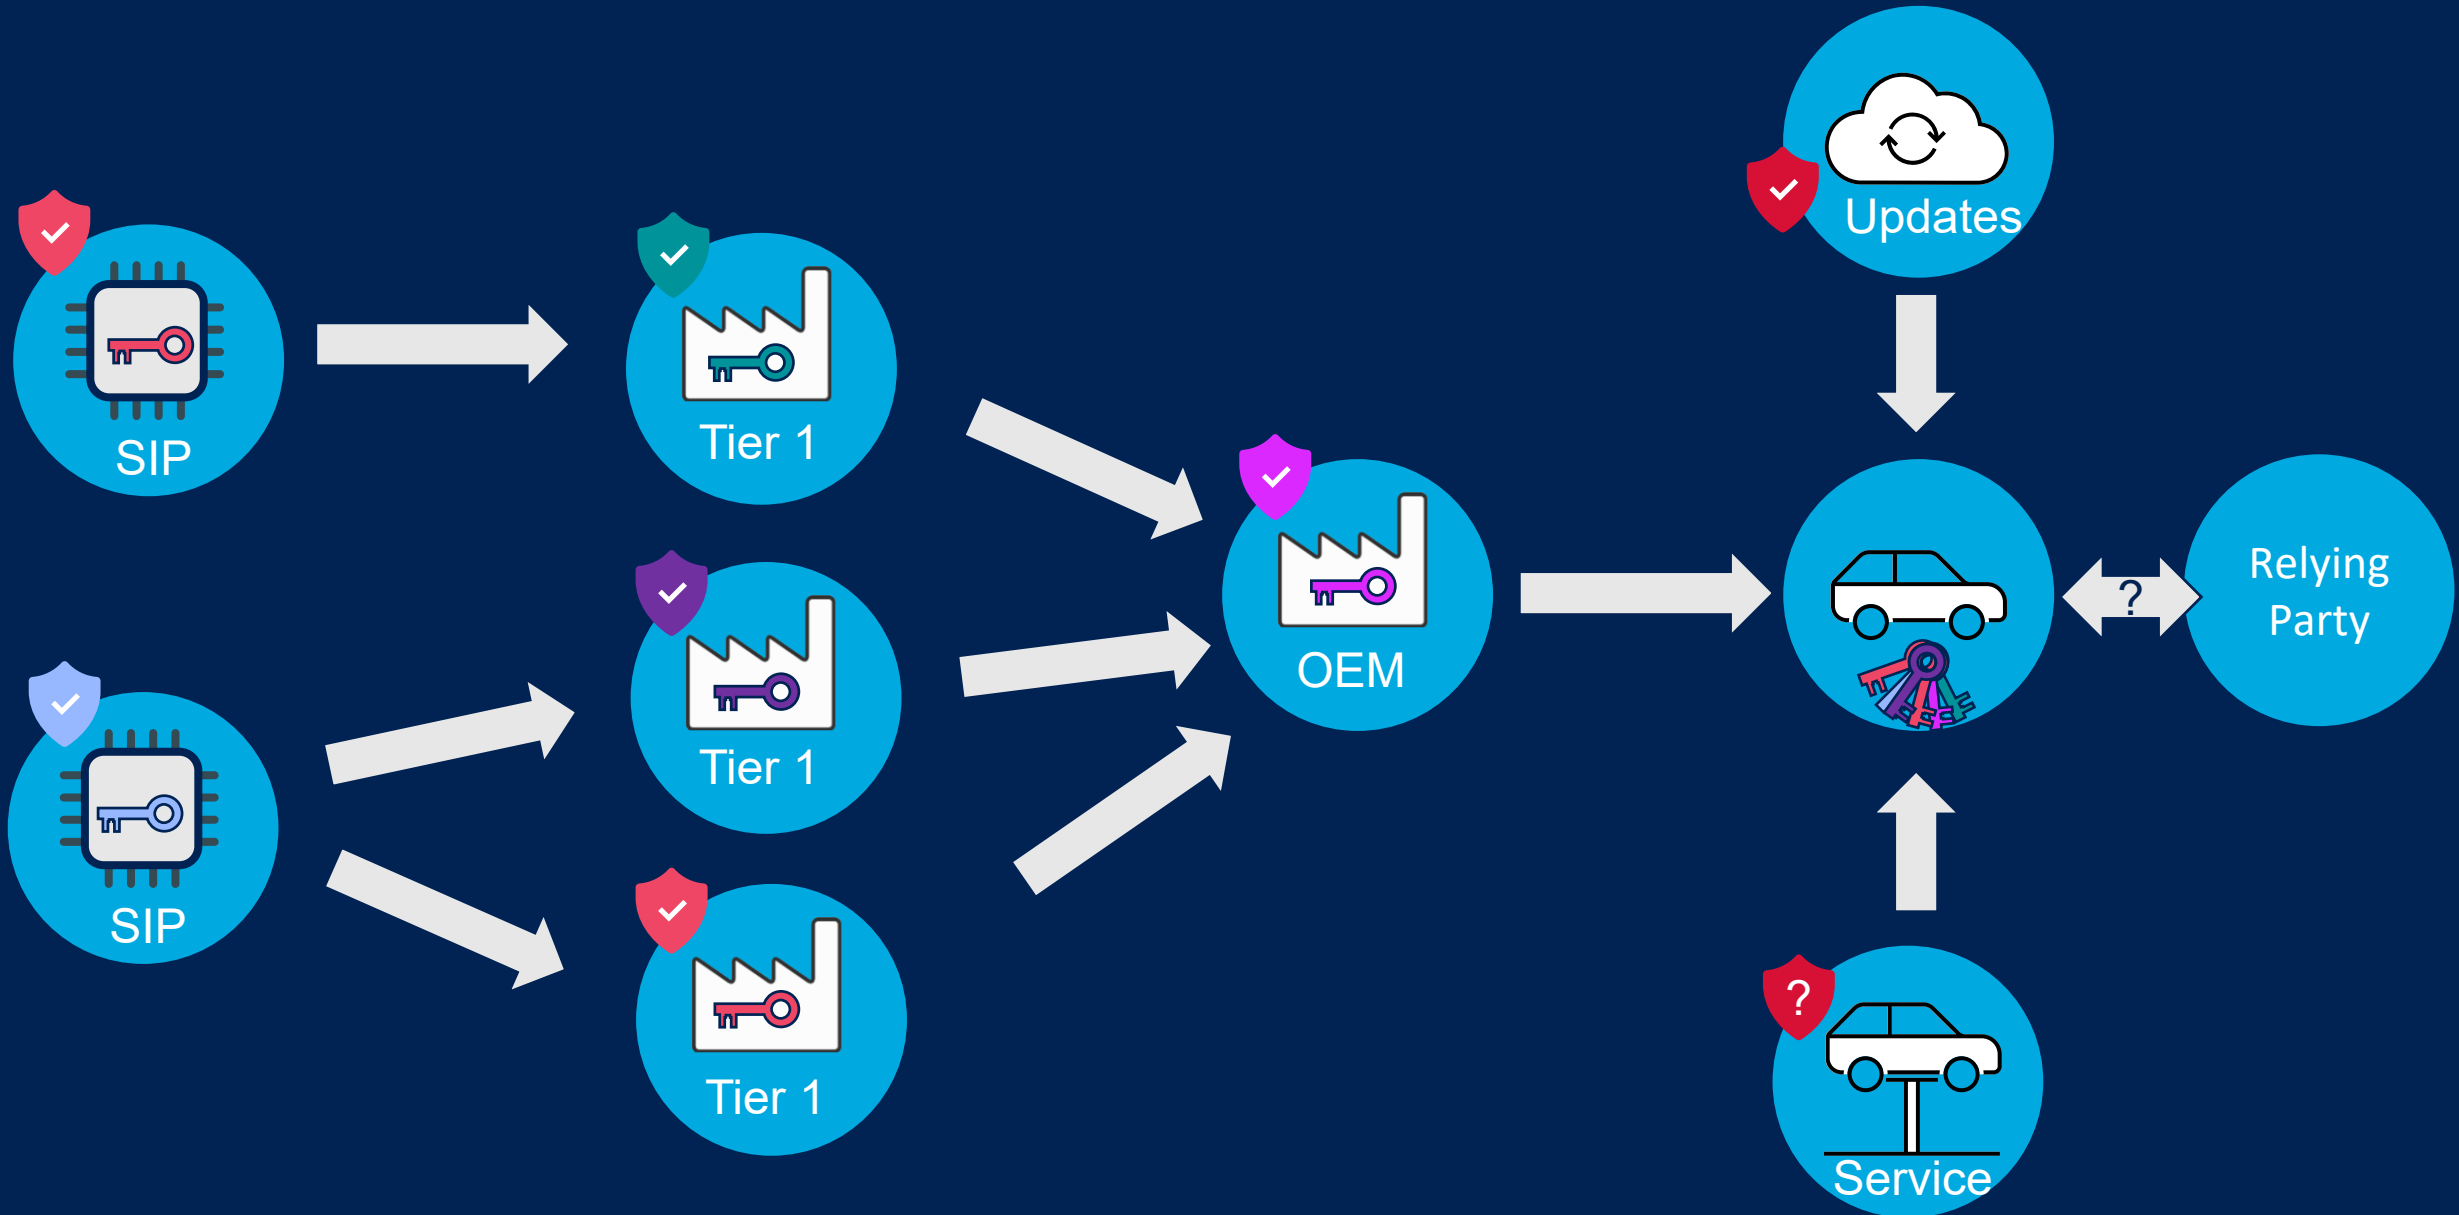 Updates
SIP
Tier 1
SIP
Tier 1
Tier 1
OEM
?
Relying
Party
?
Service